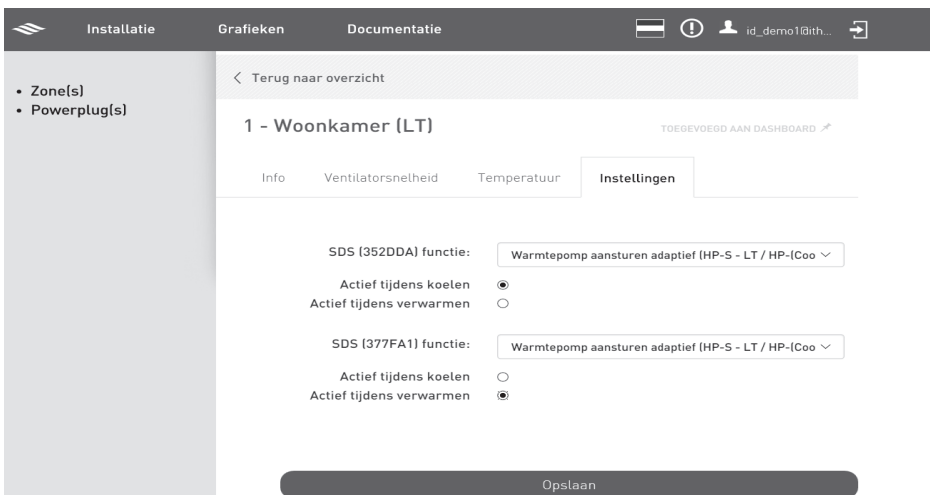 Installatie Grafieken Documentatie id_demo1@ith...
• Zone(s)
• Powerplug(s)
< Terug naar overzicht
1 - Woonkamer (LT) TOEGEVOEGD AAN DASHBOARD
Info Ventilatorsnelheid Temperatuur Instellingen
SDS (352DDA) functie: Warmtepomp aansturen adaptief (HP-S - LT / HP-(Coo
Actief tijdens koelen
Actief tijdens verwarmen
SDS (377FA1) functie: Warmtepomp aansturen adaptief (HP-S - LT / HP-(Coo
Actief tijdens koelen
Actief tijdens verwarmen
Opslaan